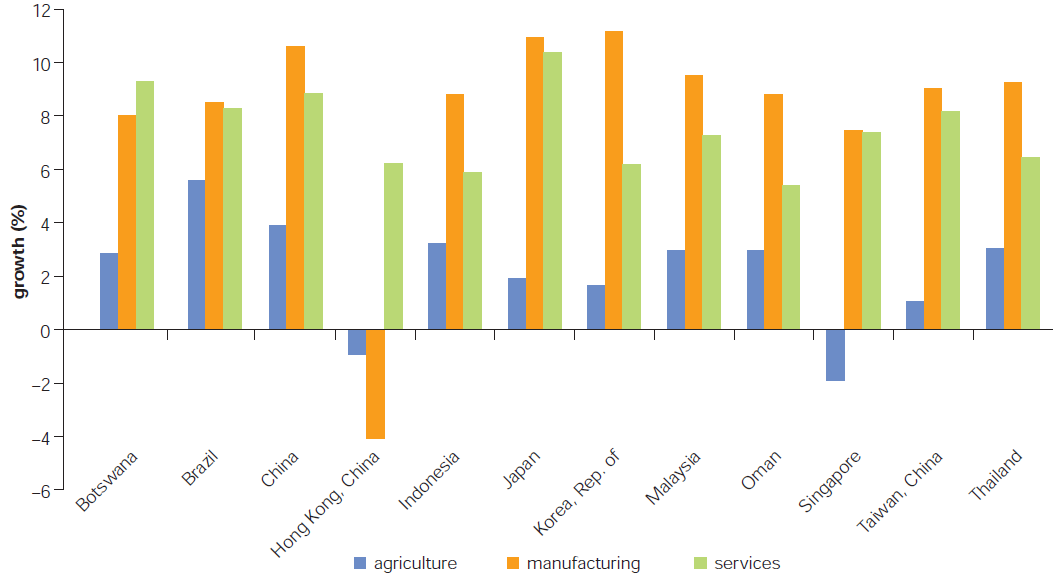 12
10
8
6
4
2
0
−2
−4
−6
growth (%)
Botswana
Brazil
China
Hong Kong, China
Indonesia
Japan
Korea, Rep. of
Malaysia
Oman
Singapore
Taiwan, China
Thailand
agriculture
manufacturing
services